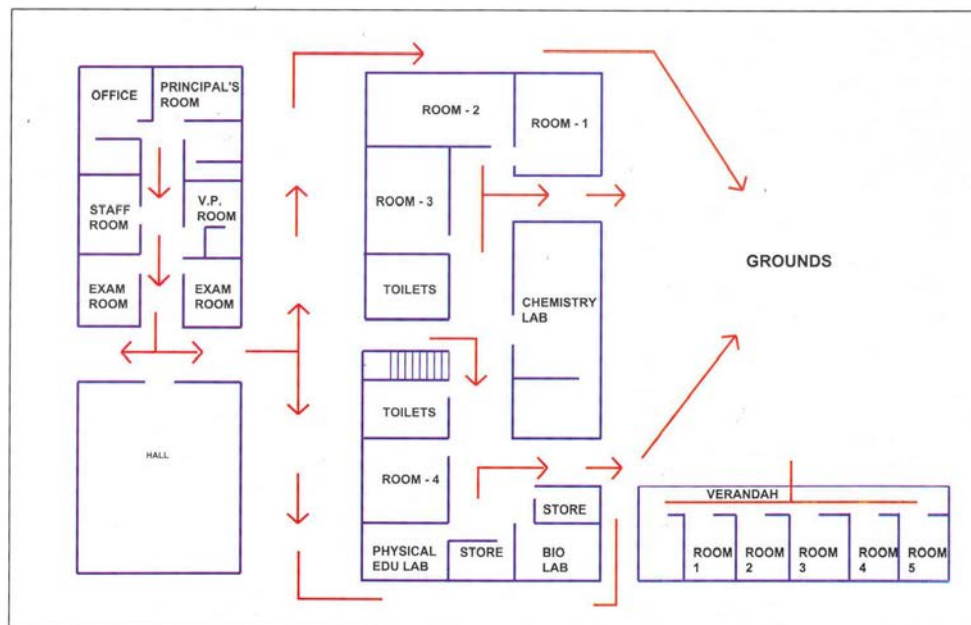 OFFICE
PRINCIPAL'S
ROOM
STAFF
ROOM
V.P.
ROOM
EXAM
ROOM
EXAM
ROOM
HALL
ROOM - 2
ROOM - 1
ROOM - 3
TOILETS
CHEMISTRY
LAB
TOILETS
ROOM - 4
STORE
PHYSICAL
EDU LAB
STORE
BIO
LAB
GROUNDS
VERANDAH
ROOM
1
ROOM
2
ROOM
3
ROOM
4
ROOM
5